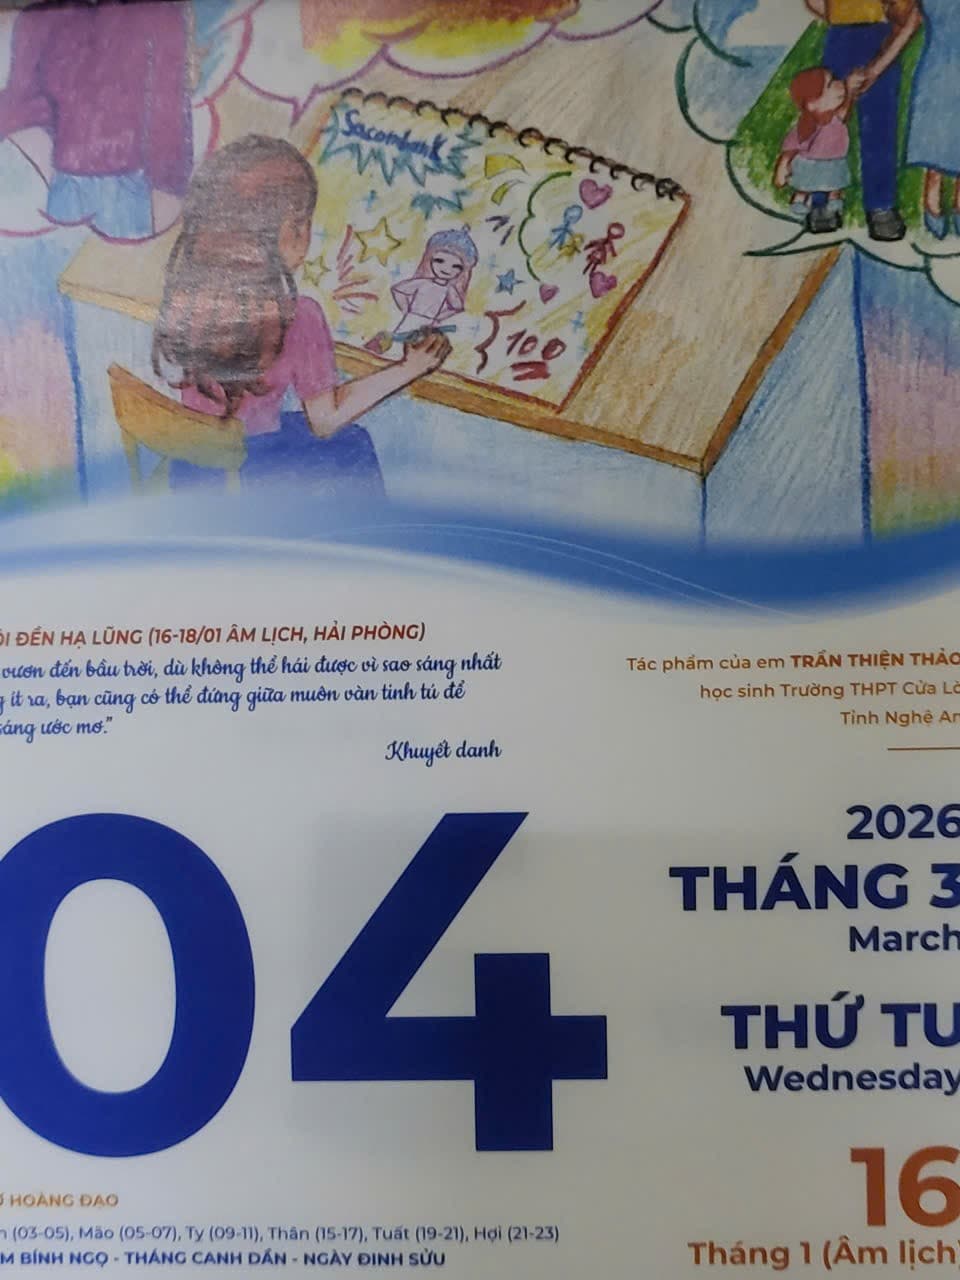 Sacombank
100
ĐỀN HẠ LŨNG (16-18/01 ÂM LỊCH, HẢI PHÒNG)
vươn đến bầu trời, dù không thể hái được vì sao sáng nhất
ít ra, bạn cũng có thể đứng giữa muôn vàn tinh tú để
sáng ước mơ."
Khuyết danh
Tác phẩm của em TRẦN THIỆN THẢO
học sinh Trường THPT Cửa Lò
Tỉnh Nghệ An
04
2026
THÁNG 3
March
THỨ TƯ
Wednesday
16
Tháng 1 (Âm lịch)
HOÀNG ĐẠO
(03-05), Mão (05-07), Tỵ (09-11), Thân (15-17), Tuất (19-21), Hợi (21-23)
BÍNH NGỌ - THÁNG CANH DẦN - NGÀY ĐINH SỬU